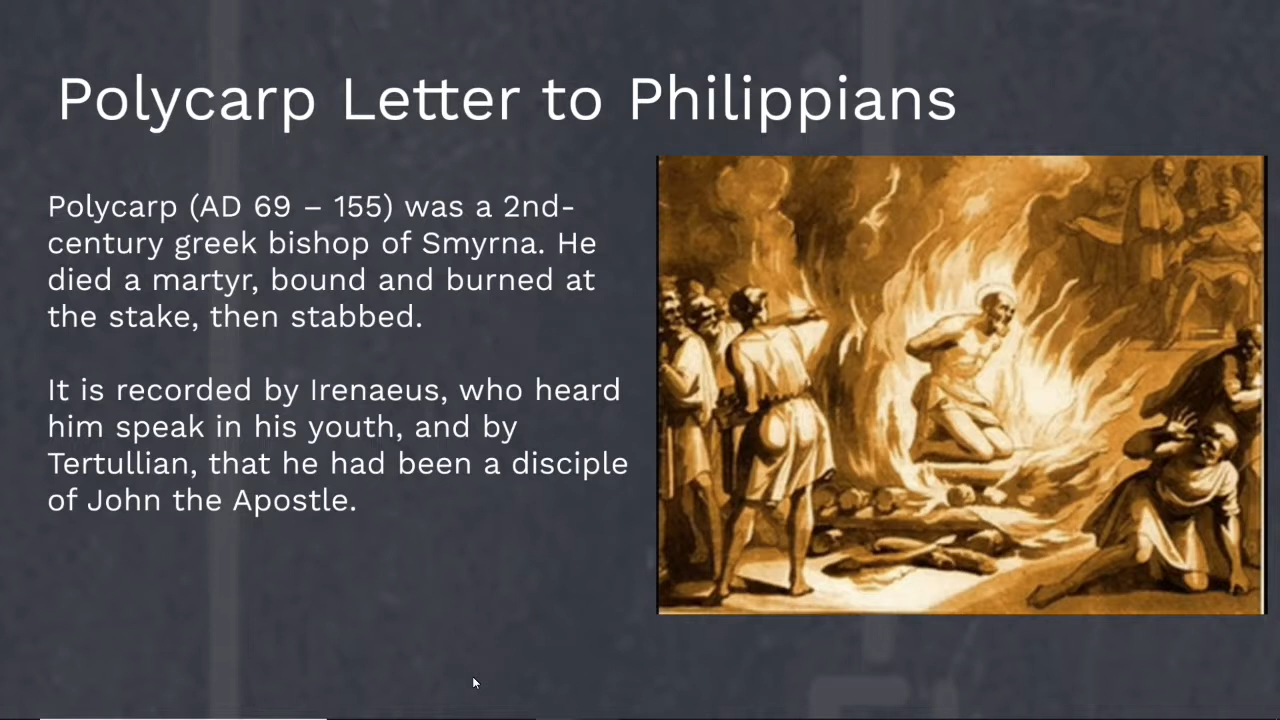 Polycarp Letter to Philippians
Polycarp (AD 69 – 155) was a 2nd-
century greek bishop of Smyrna. He
died a martyr, bound and burned at
the stake, then stabbed.
It is recorded by Irenaeus, who heard
him speak in his youth, and by
Tertullian, that he had been a disciple
of John the Apostle.